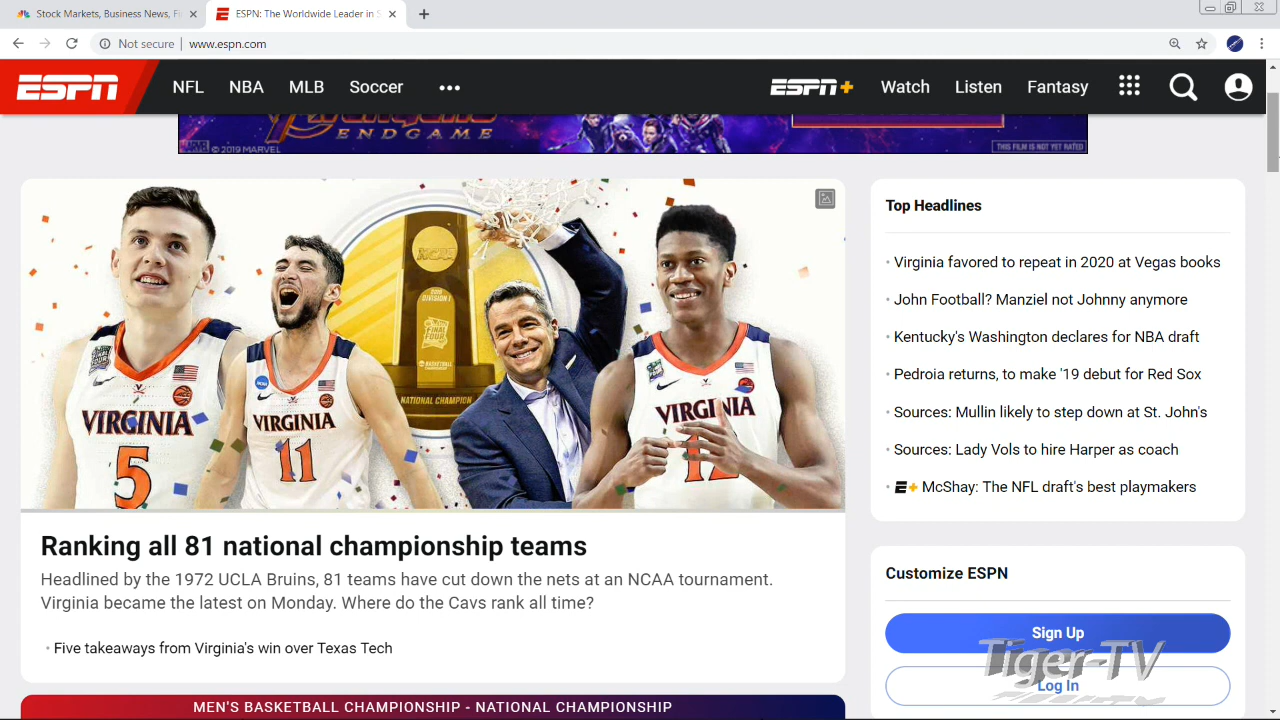 Stock Markets, Business News, Fi
ESPN: The Worldwide Leader in S
Not secure | www.espn.com
ESPN
NFL
NBA
MLB
Soccer
ESPN+
Watch
Listen
Fantasy
ENDGAME
MARVEL
© 2019 MARVEL
THIS FILM IS NOT YET RATED
NCAA
2019
DIVISION I
FINAL FOUR
BASKETBALL
CHAMPIONSHIP
NATIONAL CHAMPION
VIRGINIA
5
VIRGINIA
11
VIRGINIA
12
Ranking all 81 national championship teams
Headlined by the 1972 UCLA Bruins, 81 teams have cut down the nets at an NCAA tournament.
Virginia became the latest on Monday. Where do the Cavs rank all time?
Five takeaways from Virginia's win over Texas Tech
MEN'S BASKETBALL CHAMPIONSHIP - NATIONAL CHAMPIONSHIP
Top Headlines
Virginia favored to repeat in 2020 at Vegas books
John Football? Manziel not Johnny anymore
Kentucky's Washington declares for NBA draft
Pedroia returns, to make '19 debut for Red Sox
Sources: Mullin likely to step down at St. John's
Sources: Lady Vols to hire Harper as coach
E+ McShay: The NFL draft's best playmakers
Customize ESPN
Sign Up
Tiger-TV
Log In